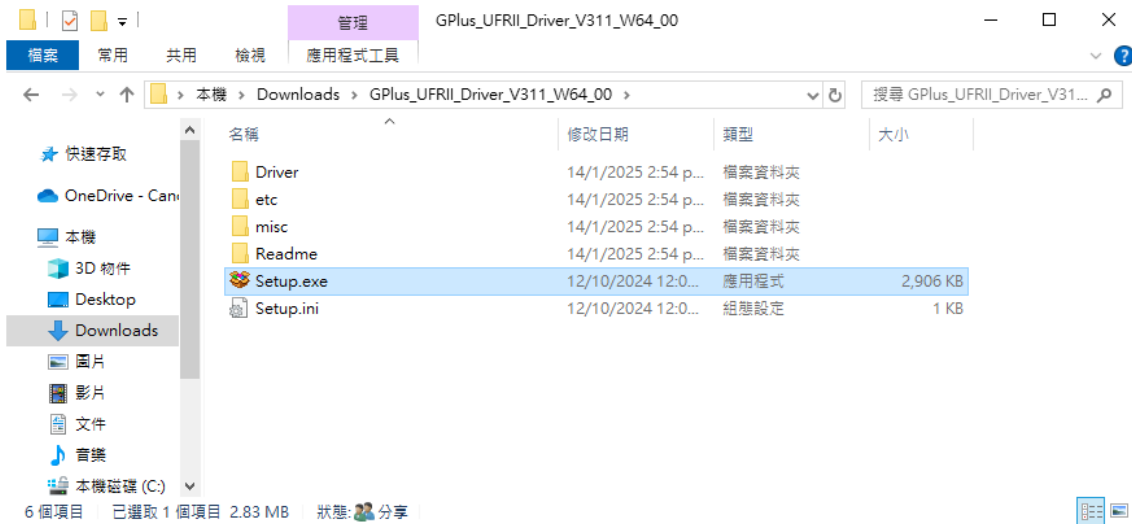 管理 GPlus_UFRII_Driver_V311_W64_00
檔案 常用 共用 檢視 應用程式工具
本機 › Downloads › GPlus_UFRII_Driver_V311_W64_00 › 搜尋 GPlus_UFRII_Driver_V31...
名稱 修改日期 類型 大小
快速存取
OneDrive - Can
本機
3D 物件
Desktop
Downloads
圖片
影片
文件
音樂
本機磁碟 (C:)
Driver 14/1/2025 2:54 p... 檔案資料夾
etc 14/1/2025 2:54 p... 檔案資料夾
misc 14/1/2025 2:54 p... 檔案資料夾
Readme 14/1/2025 2:54 p... 檔案資料夾
Setup.exe 12/10/2024 12:0... 應用程式 2,906 KB
Setup.ini 12/10/2024 12:0... 組態設定 1 KB
6 個項目 已選取 1 個項目 2.83 MB 狀態: 分享